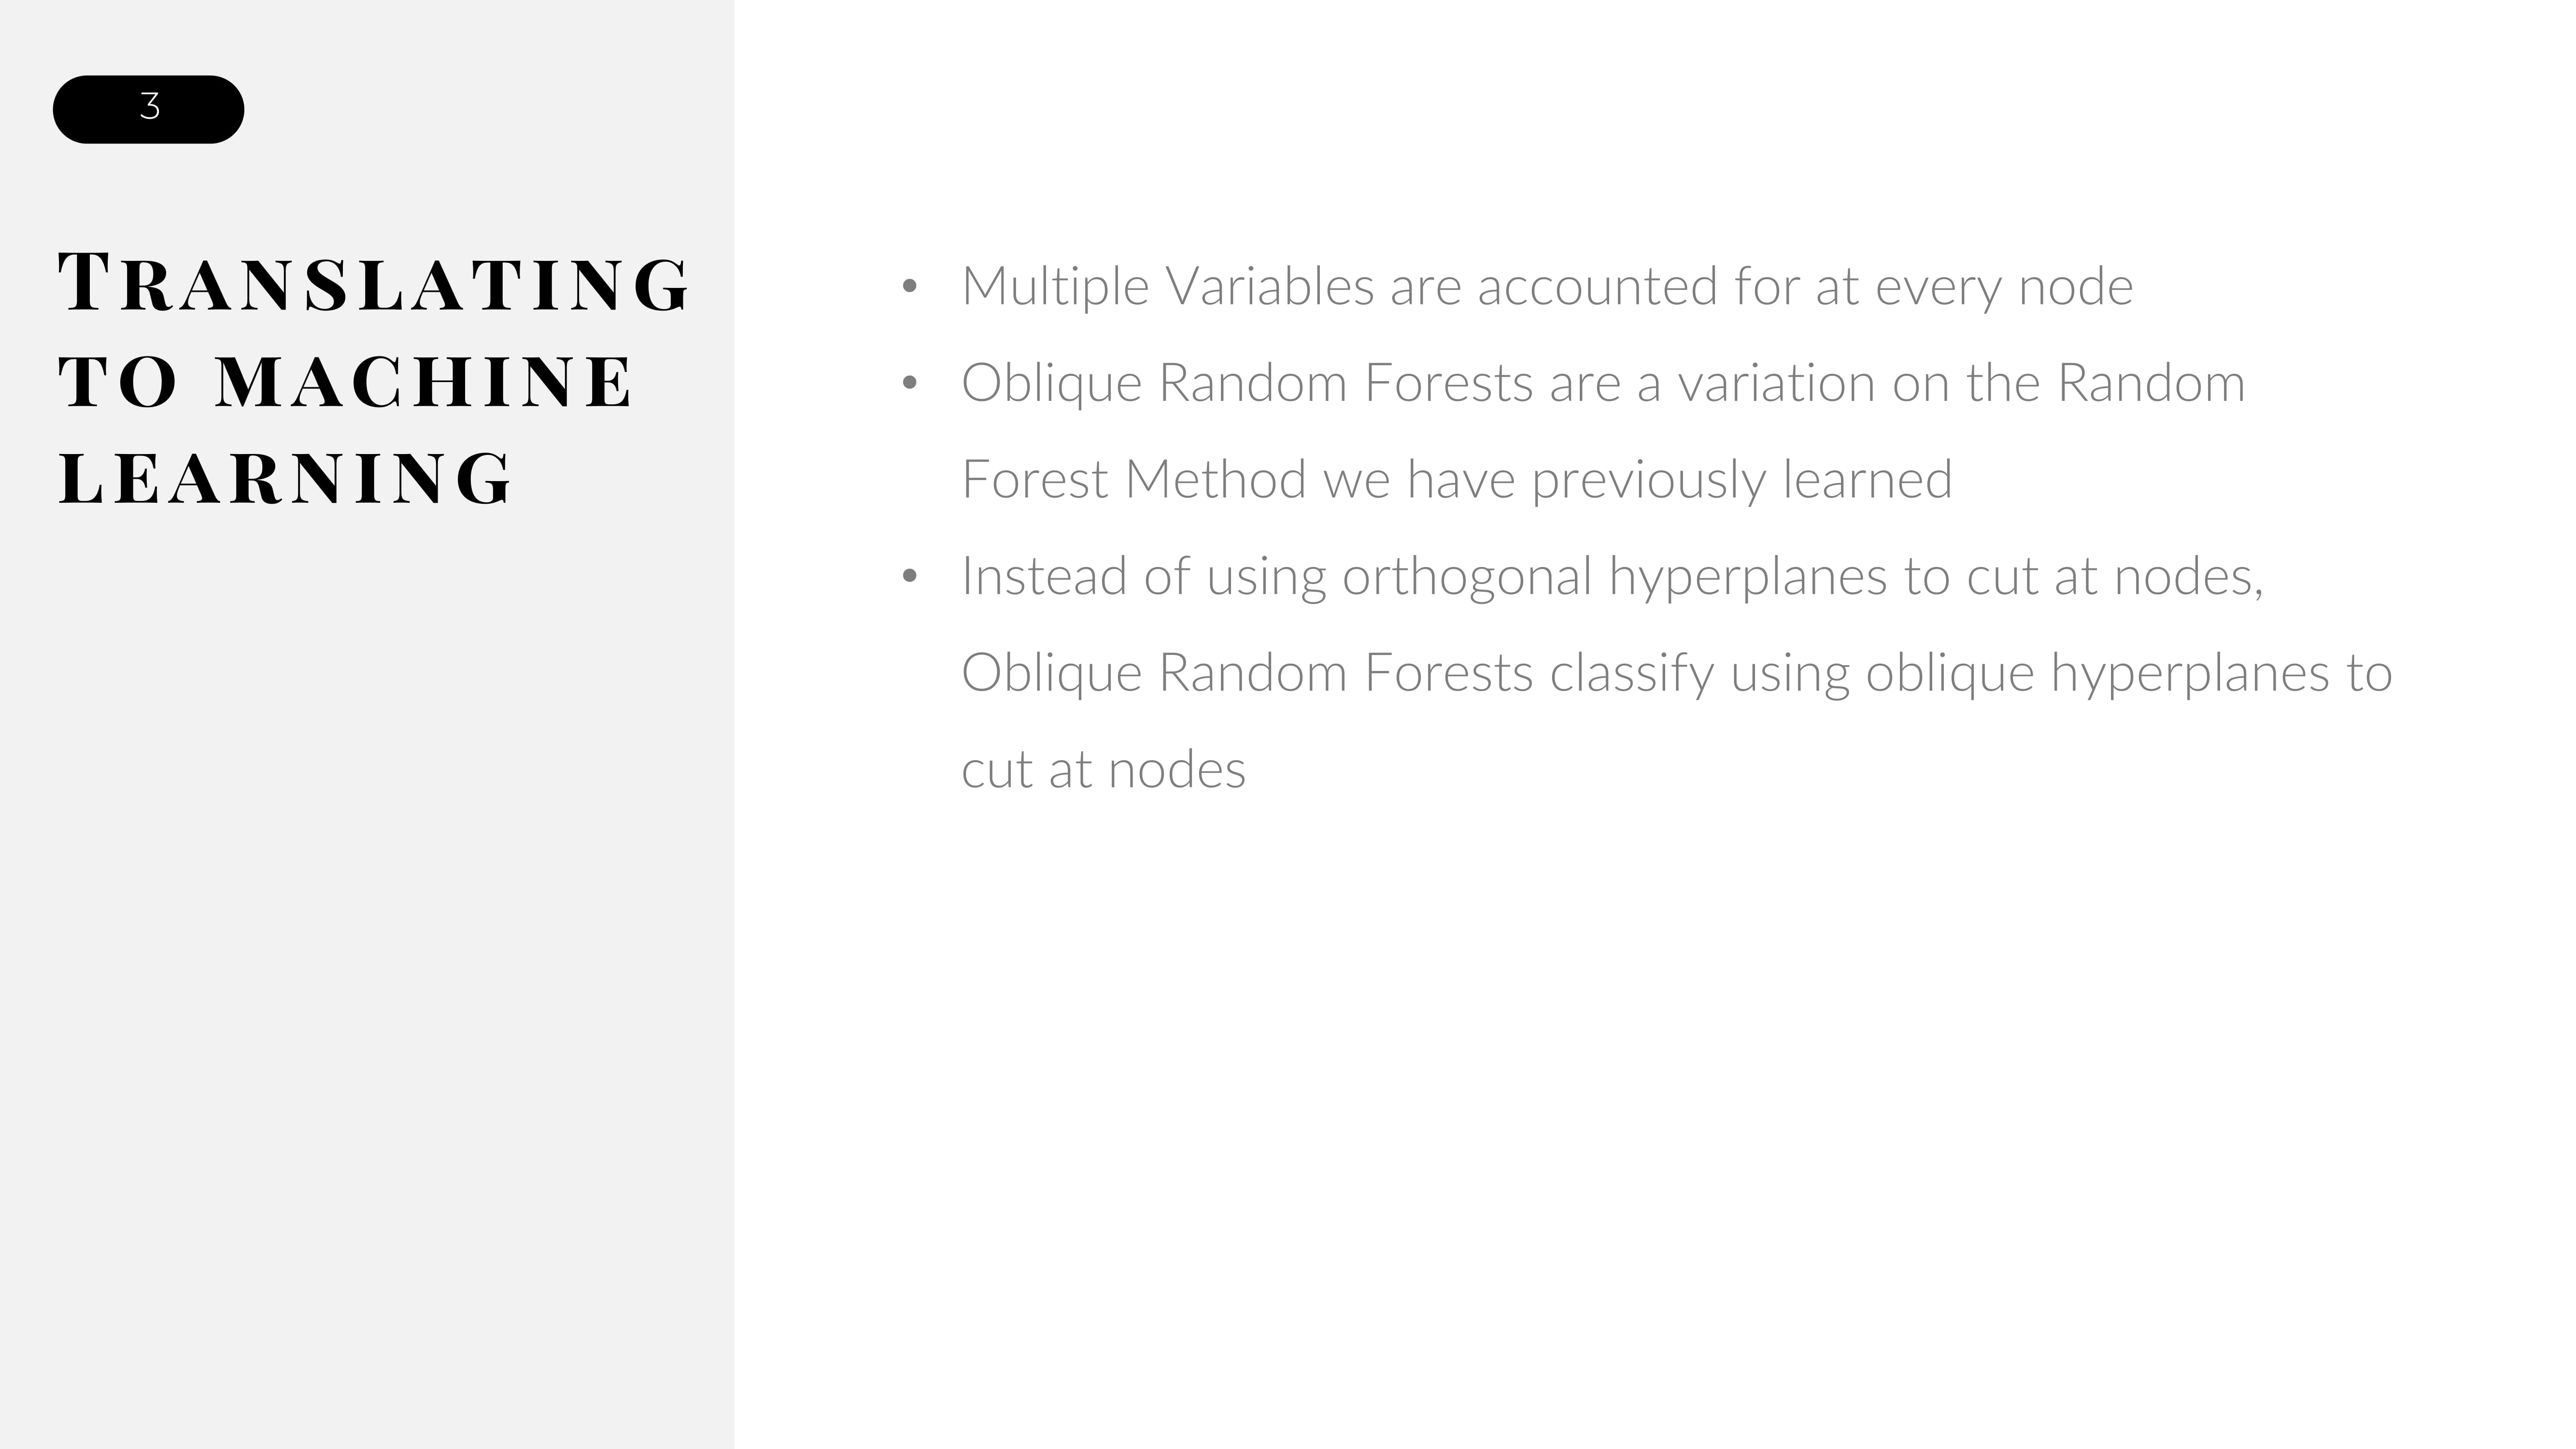 3
Translating
to machine
learning
• Multiple Variables are accounted for at every node
• Oblique Random Forests are a variation on the Random
Forest Method we have previously learned
• Instead of using orthogonal hyperplanes to cut at nodes,
Oblique Random Forests classify using oblique hyperplanes to
cut at nodes